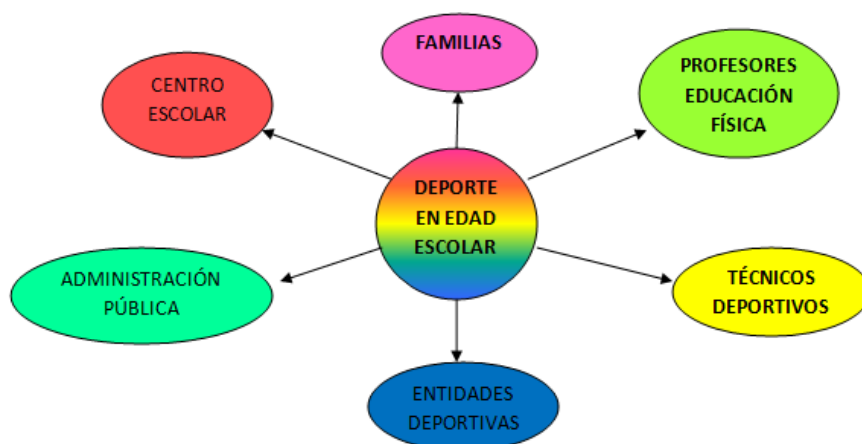 FAMILIAS
CENTRO
ESCOLAR
PROFESORES
EDUCACIÓN
FÍSICA
DEPORTE
EN EDAD
ESCOLAR
ADMINISTRACIÓN
PÚBLICA
TÉCNICOS
DEPORTIVOS
ENTIDADES
DEPORTIVAS